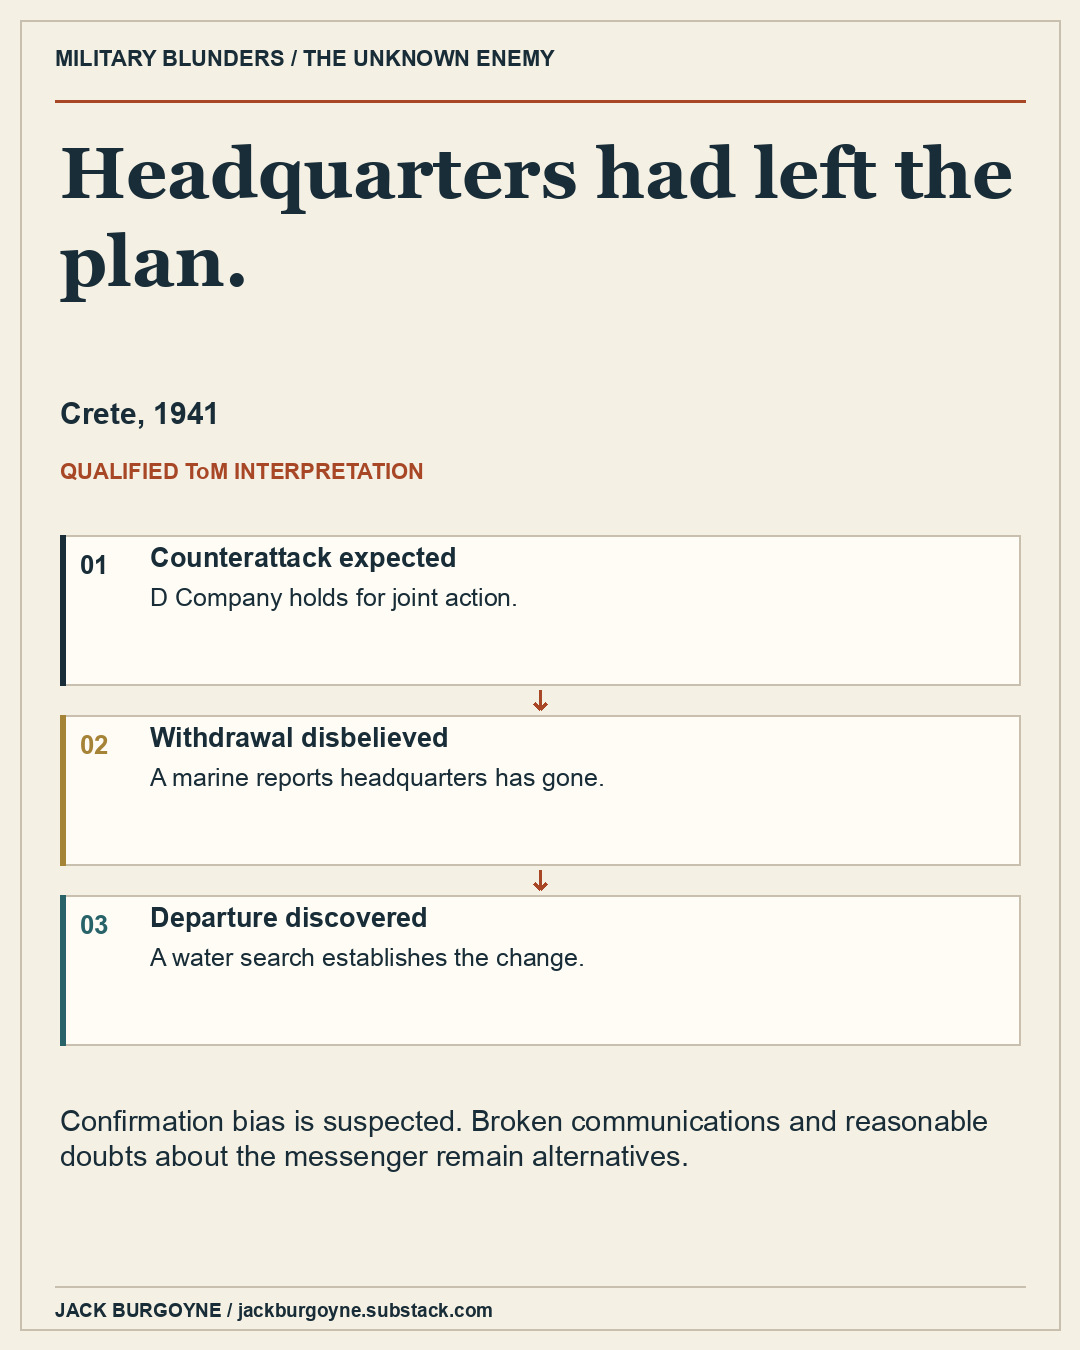 MILITARY BLUNDERS / THE UNKNOWN ENEMY
Headquarters had left the
plan.
Crete, 1941
QUALIFIED ToM INTERPRETATION
01
Counterattack expected
D Company holds for joint action.
02
Withdrawal disbelieved
A marine reports headquarters has gone.
03
Departure discovered
A water search establishes the change.
Confirmation bias is suspected. Broken communications and reasonable
doubts about the messenger remain alternatives.
JACK BURGOYNE / jackburgoyne.substack.com